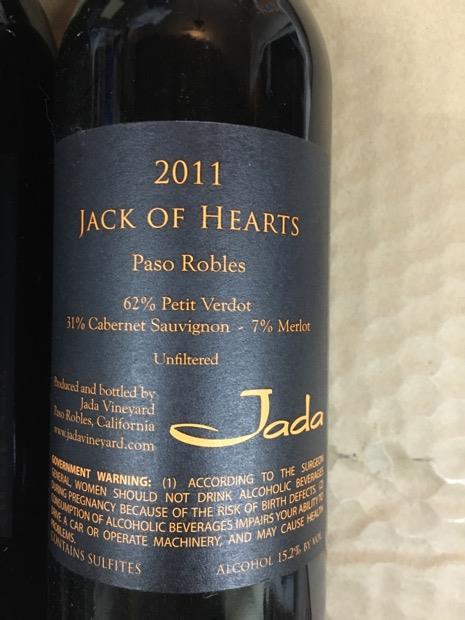 2011
JACK OF HEARTS
Paso Robles
62% Petit Verdot
31% Cabernet Sauvignon - 7% Merlot
Unfiltered
Produced and bottled by
Jada Vineyard
Paso Robles, California
www.jadavineyard.com
Jada
GOVERNMENT WARNING: (1) ACCORDING TO THE SURGEON
GENERAL, WOMEN SHOULD NOT DRINK ALCOHOLIC BEVERAGES
DURING PREGNANCY BECAUSE OF THE RISK OF BIRTH DEFECTS. (2)
CONSUMPTION OF ALCOHOLIC BEVERAGES IMPAIRS YOUR ABILITY TO
DRIVE A CAR OR OPERATE MACHINERY, AND MAY CAUSE HEALTH
PROBLEMS.
CONTAINS SULFITES
ALCOHOL 15.2% BY VOL